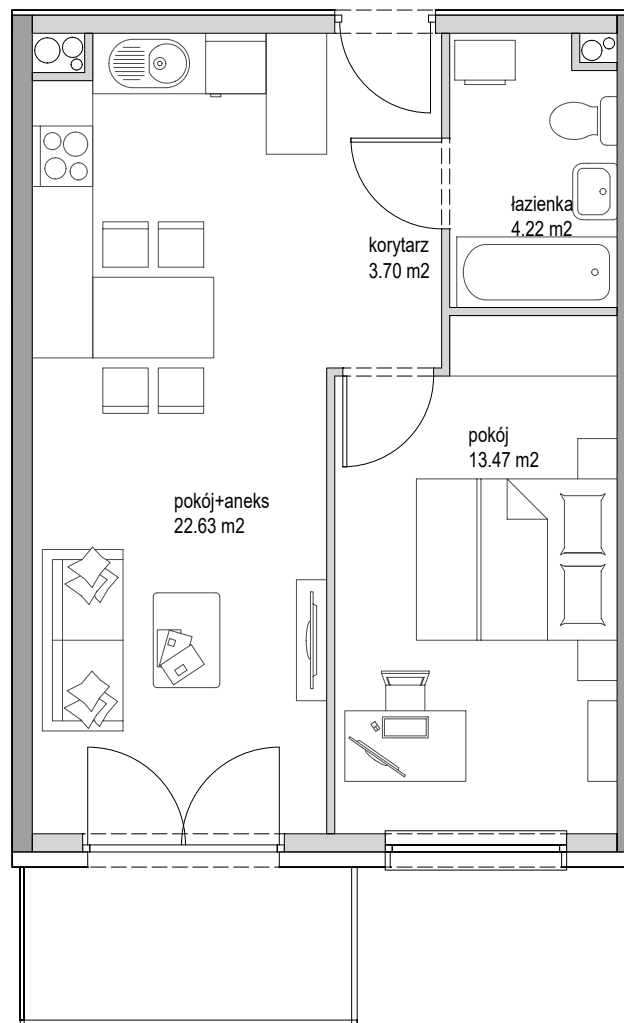 łazienka
4.22 m2
korytarz
3.70 m2
pokój
13.47 m2
pokój+aneks
22.63 m2